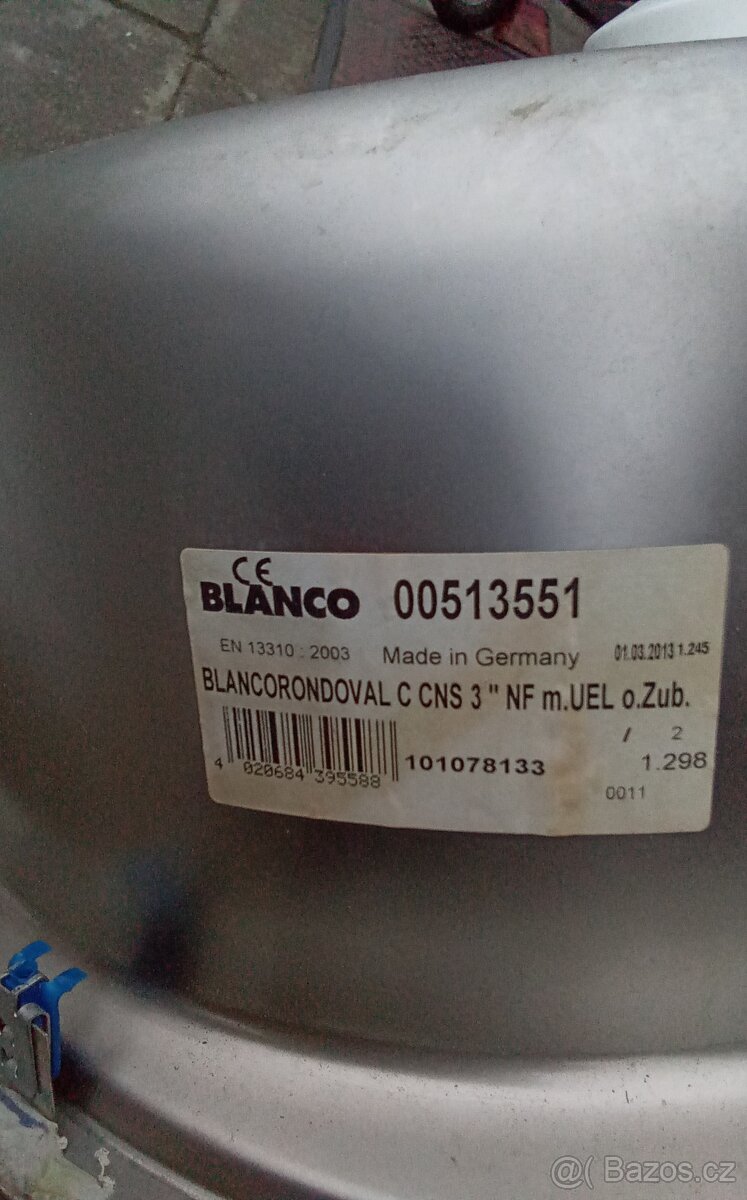 CE
BLANCO 00513551
EN 13310 : 2003 Made in Germany 01.03.2013 1.245
BLANCORONDOVAL C CNS 3 " NF m.UEL o.Zub.
/ 2
4 020684 395588 101078133 1.298
0011
@( Bazos.cz